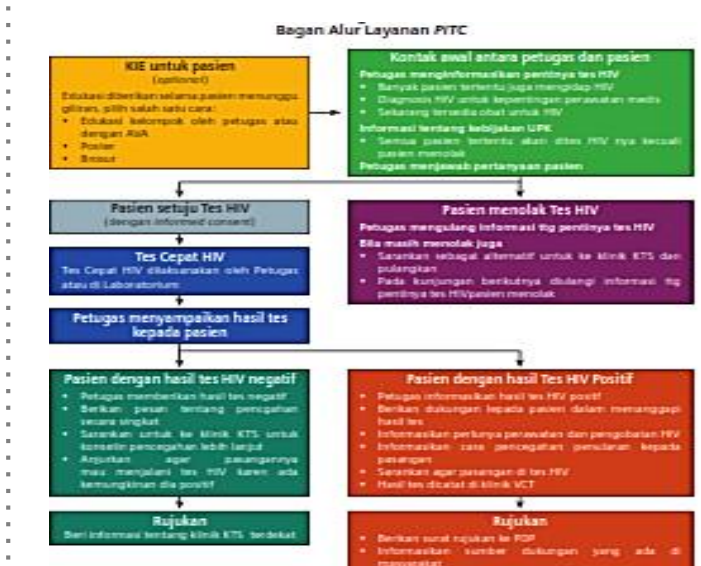 Bagan Alur Layanan PITC
KIE untuk pasien
(optional)
Edukasi diberikan selama pasien menunggu
giliran, pilih salah satu cara:
• Edukasi kelompok oleh petugas atau
dengan AVA
• Poster
• Brosur
Kontak awal antara petugas dan pasien
Petugas menginformasikan pentinya tes HIV
• Banyak pasien tertentu juga mengidap HIV
• Diagnosis HIV untuk kepentingan perawatan medis
• Sekarang tersedia obat untuk HIV
Informasi tentang kebijakan UPK
• Semua pasien tertentu akan dites HIV nya kecuali
pasien menolak
Petugas menjawab pertanyaan pasien
Pasien setuju Tes HIV
(dengan informed consent)
Tes Cepat HIV
Tes Cepat HIV dilaksanakan oleh Petugas
atau di Laboratorium
Petugas menyampaikan hasil tes
kepada pasien
Pasien menolak Tes HIV
Petugas mengulang informasi ttg pentinya tes HIV
Bila masih menolak juga
• Sarankan sebagai alternatif untuk ke klinik KTS dan
pulangkan
• Pada kunjungan berikutnya diulangi informasi ttg
pentinya tes HIVpasien menolak
Pasien dengan hasil tes HIV negatif
• Petugas memberikan hasil tes negatif
• Berikan pesan tentang pencgahan
secara singkat
• Sarankan untuk ke klinik KTS untuk
konselin pencegahan lebih lanjut
• Anjurkan agar pasangannya
mau menjalani tes HIV karen ada
kemungkinan dia positif
Rujukan
Beri informasi tentang klinik KTS terdekat
Pasien dengan hasil Tes HIV Positif
• Petugas informasikan hasil tes HIV positf
• Berikan dukungan kepada pasien dalam menanggapi
hasil tes
• Informasikan perlunya perawatan dan pengobatan HIV
• Informasikan cara pencegahan penularan kepada
pasangan
• Sarankan agar pasangan di tes HIV
• Hasil tes dicatat di klinik VCT
Rujukan
• Berikan surat rujukan ke PDP
• Informasikan sumber dukungan yang ada di
masyarakat